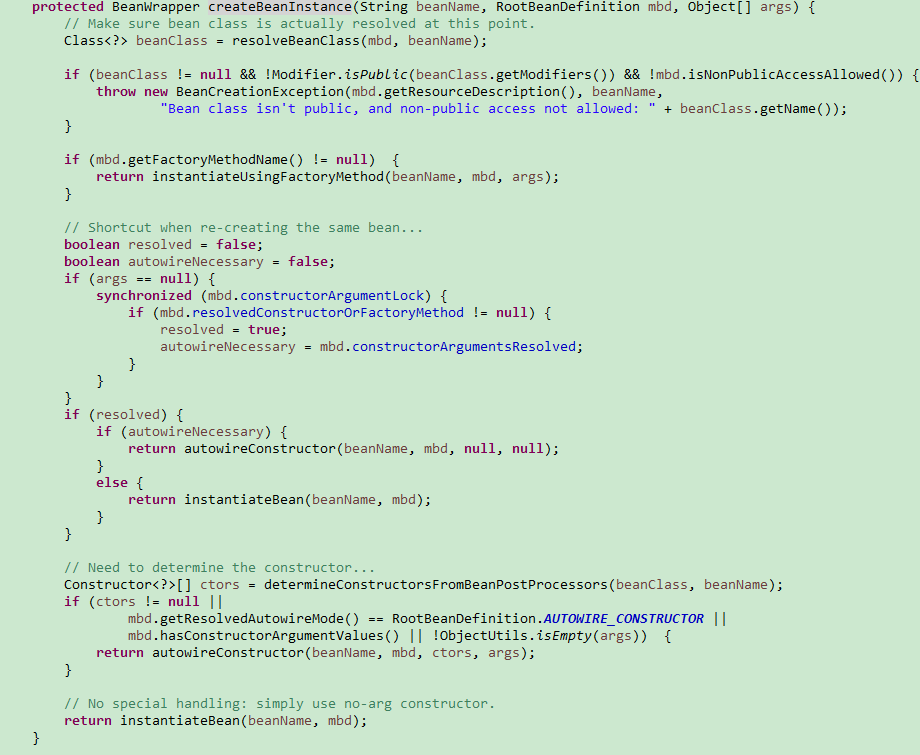 protected BeanWrapper createBeanInstance(String beanName, RootBeanDefinition mbd, Object[] args) {
    // Make sure bean class is actually resolved at this point.
    Class<?> beanClass = resolveBeanClass(mbd, beanName);

    if (beanClass != null && !Modifier.isPublic(beanClass.getModifiers()) && !mbd.isNonPublicAccessAllowed()) {
        throw new BeanCreationException(mbd.getResourceDescription(), beanName,
                "Bean class isn't public, and non-public access not allowed: " + beanClass.getName());
    }

    if (mbd.getFactoryMethodName() != null)  {
        return instantiateUsingFactoryMethod(beanName, mbd, args);
    }

    // Shortcut when re-creating the same bean...
    boolean resolved = false;
    boolean autowireNecessary = false;
    if (args == null) {
        synchronized (mbd.constructorArgumentLock) {
            if (mbd.resolvedConstructorOrFactoryMethod != null) {
                resolved = true;
                autowireNecessary = mbd.constructorArgumentsResolved;
            }
        }
    }
    if (resolved) {
        if (autowireNecessary) {
            return autowireConstructor(beanName, mbd, null, null);
        }
        else {
            return instantiateBean(beanName, mbd);
        }
    }

    // Need to determine the constructor...
    Constructor<?>[] ctors = determineConstructorsFromBeanPostProcessors(beanClass, beanName);
    if (ctors != null ||
            mbd.getResolvedAutowireMode() == RootBeanDefinition.AUTOWIRE_CONSTRUCTOR ||
            mbd.hasConstructorArgumentValues() || !ObjectUtils.isEmpty(args))  {
        return autowireConstructor(beanName, mbd, ctors, args);
    }

    // No special handling: simply use no-arg constructor.
    return instantiateBean(beanName, mbd);
}